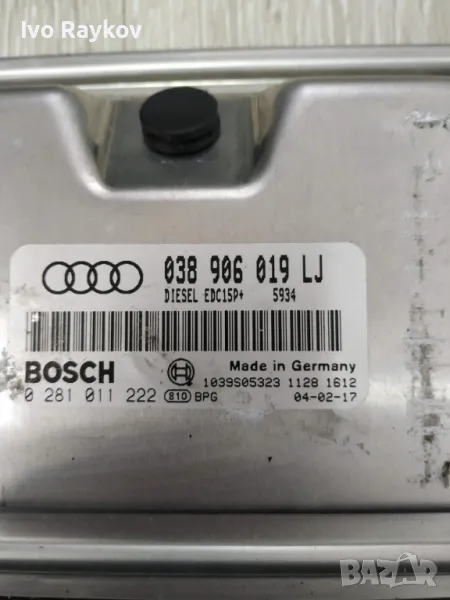 Ivo Raykov
038 906 019 LJ
DIESEL EDC15P+ 5934
BOSCH
Made in Germany
1039S05323 1128 1612
0 281 011 222 810 BPG 04-02-17
bazar